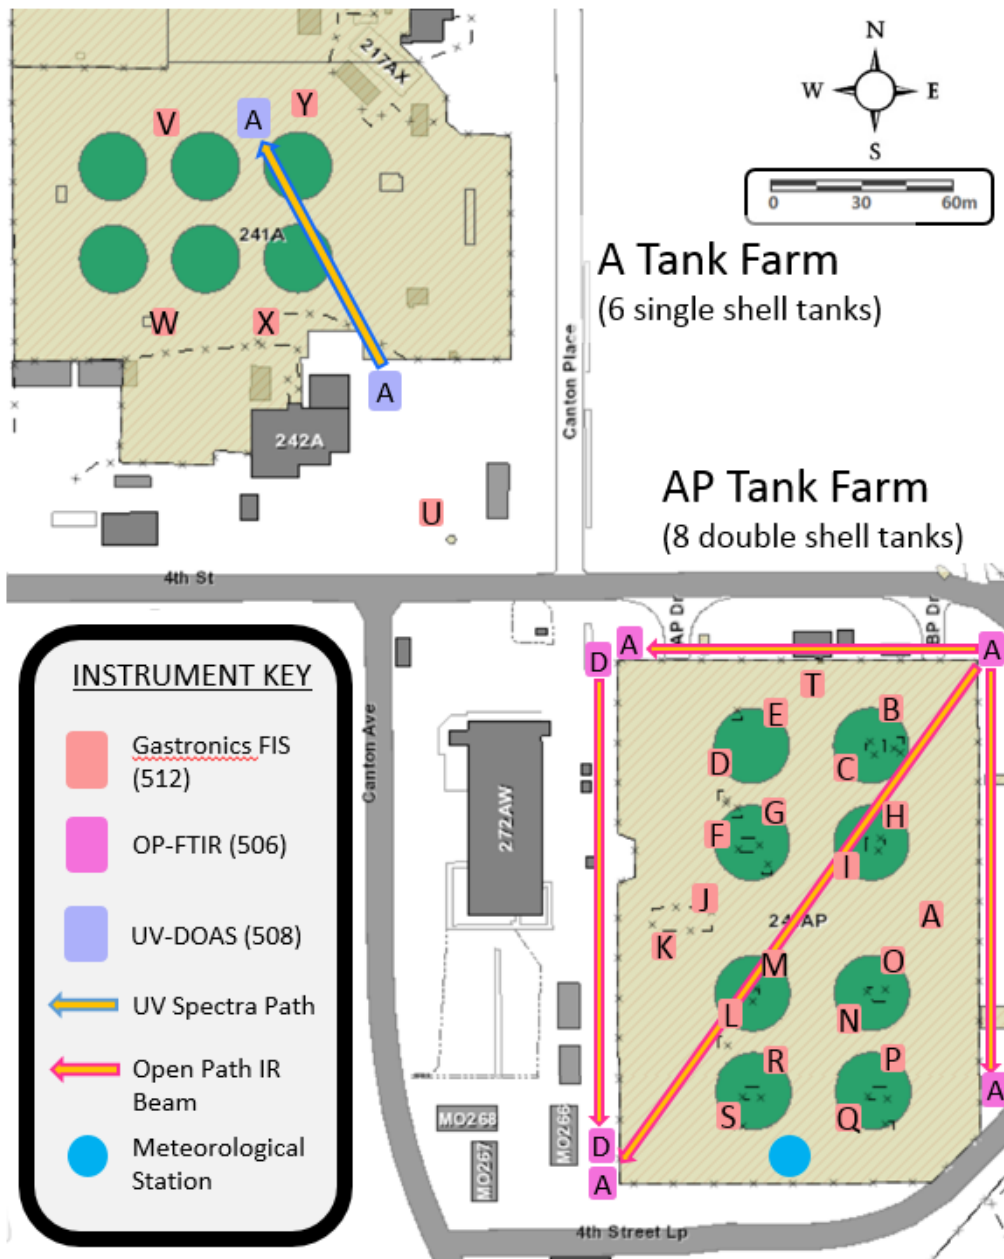 217AX
N
W E
S
0 30 60m
V
A
Y
241A
A Tank Farm
(6 single shell tanks)
W
X
A
242A
Canton Place
AP Tank Farm
(8 double shell tanks)
U
4th St
AP Dr
BP Dr
INSTRUMENT KEY
Gastronics FIS
(512)
OP-FTIR (506)
UV-DOAS (508)
UV Spectra Path
Open Path IR
Beam
Meteorological
Station
Canton Ave
272AW
D
A
A
T
E
B
D
C
G
H
F
I
J
A
K
M
O
L
N
R
P
S
Q
A
D
A
MO268
MO267
MO266
4th Street Lp